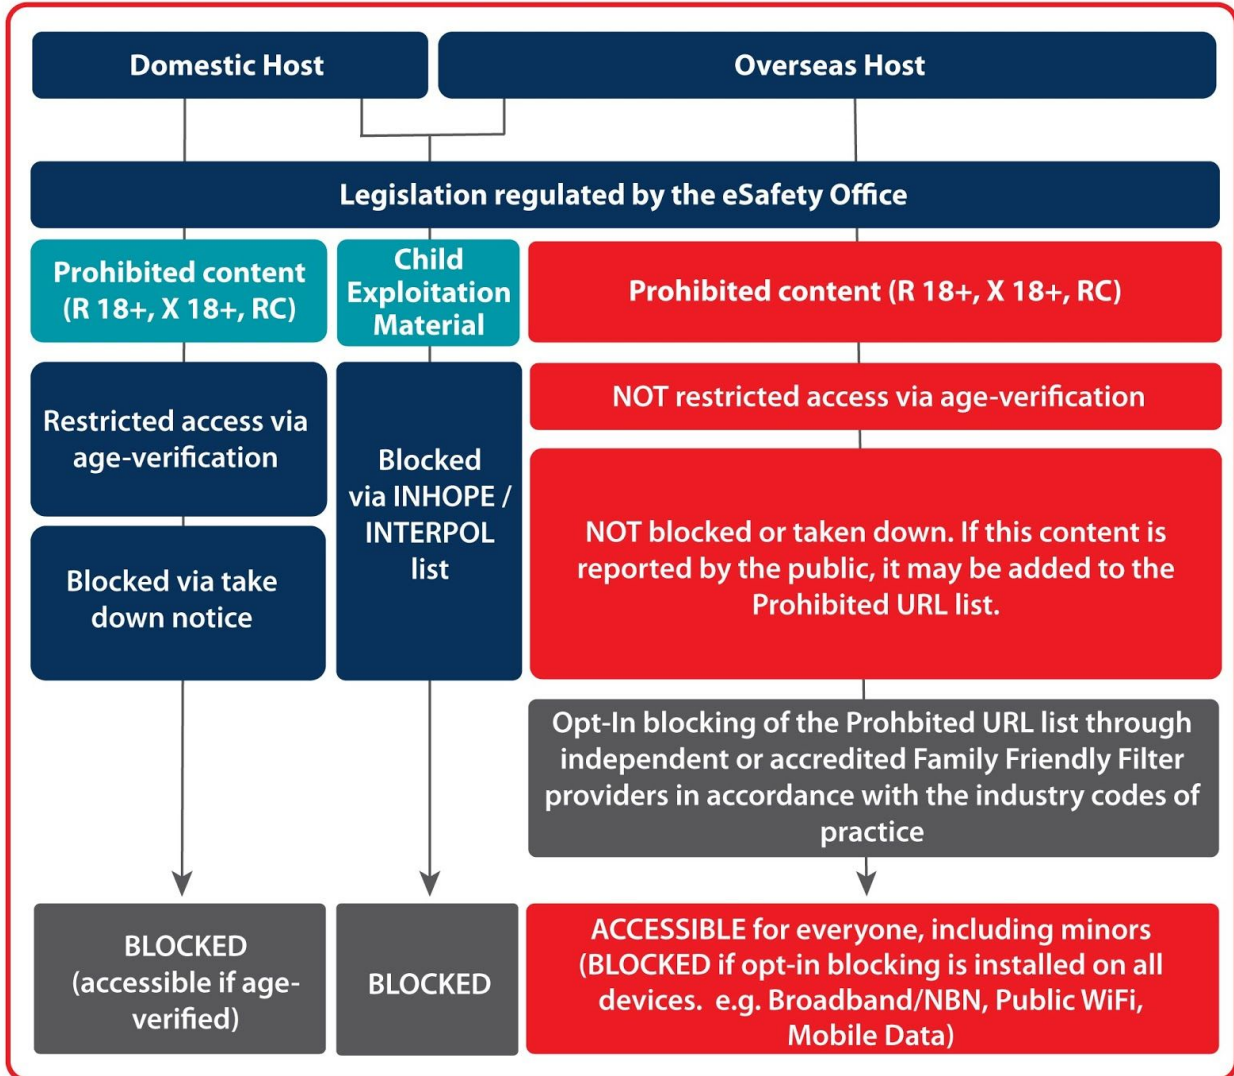 Domestic Host
Overseas Host
Legislation regulated by the eSafety Office
Prohibited content
(R 18+, X 18+, RC)
Child
Exploitation
Material
Prohibited content (R 18+, X 18+, RC)
Restricted access via
age-verification
Blocked via take
down notice
Blocked
via INHOPE /
INTERPOL
list
NOT restricted access via age-verification
NOT blocked or taken down. If this content is
reported by the public, it may be added to the
Prohibited URL list.
Opt-In blocking of the Prohbited URL list through
independent or accredited Family Friendly Filter
providers in accordance with the industry codes of
practice
BLOCKED
(accessible if age-
verified)
BLOCKED
ACCESSIBLE for everyone, including minors
(BLOCKED if opt-in blocking is installed on all
devices.  e.g. Broadband/NBN, Public WiFi,
Mobile Data)